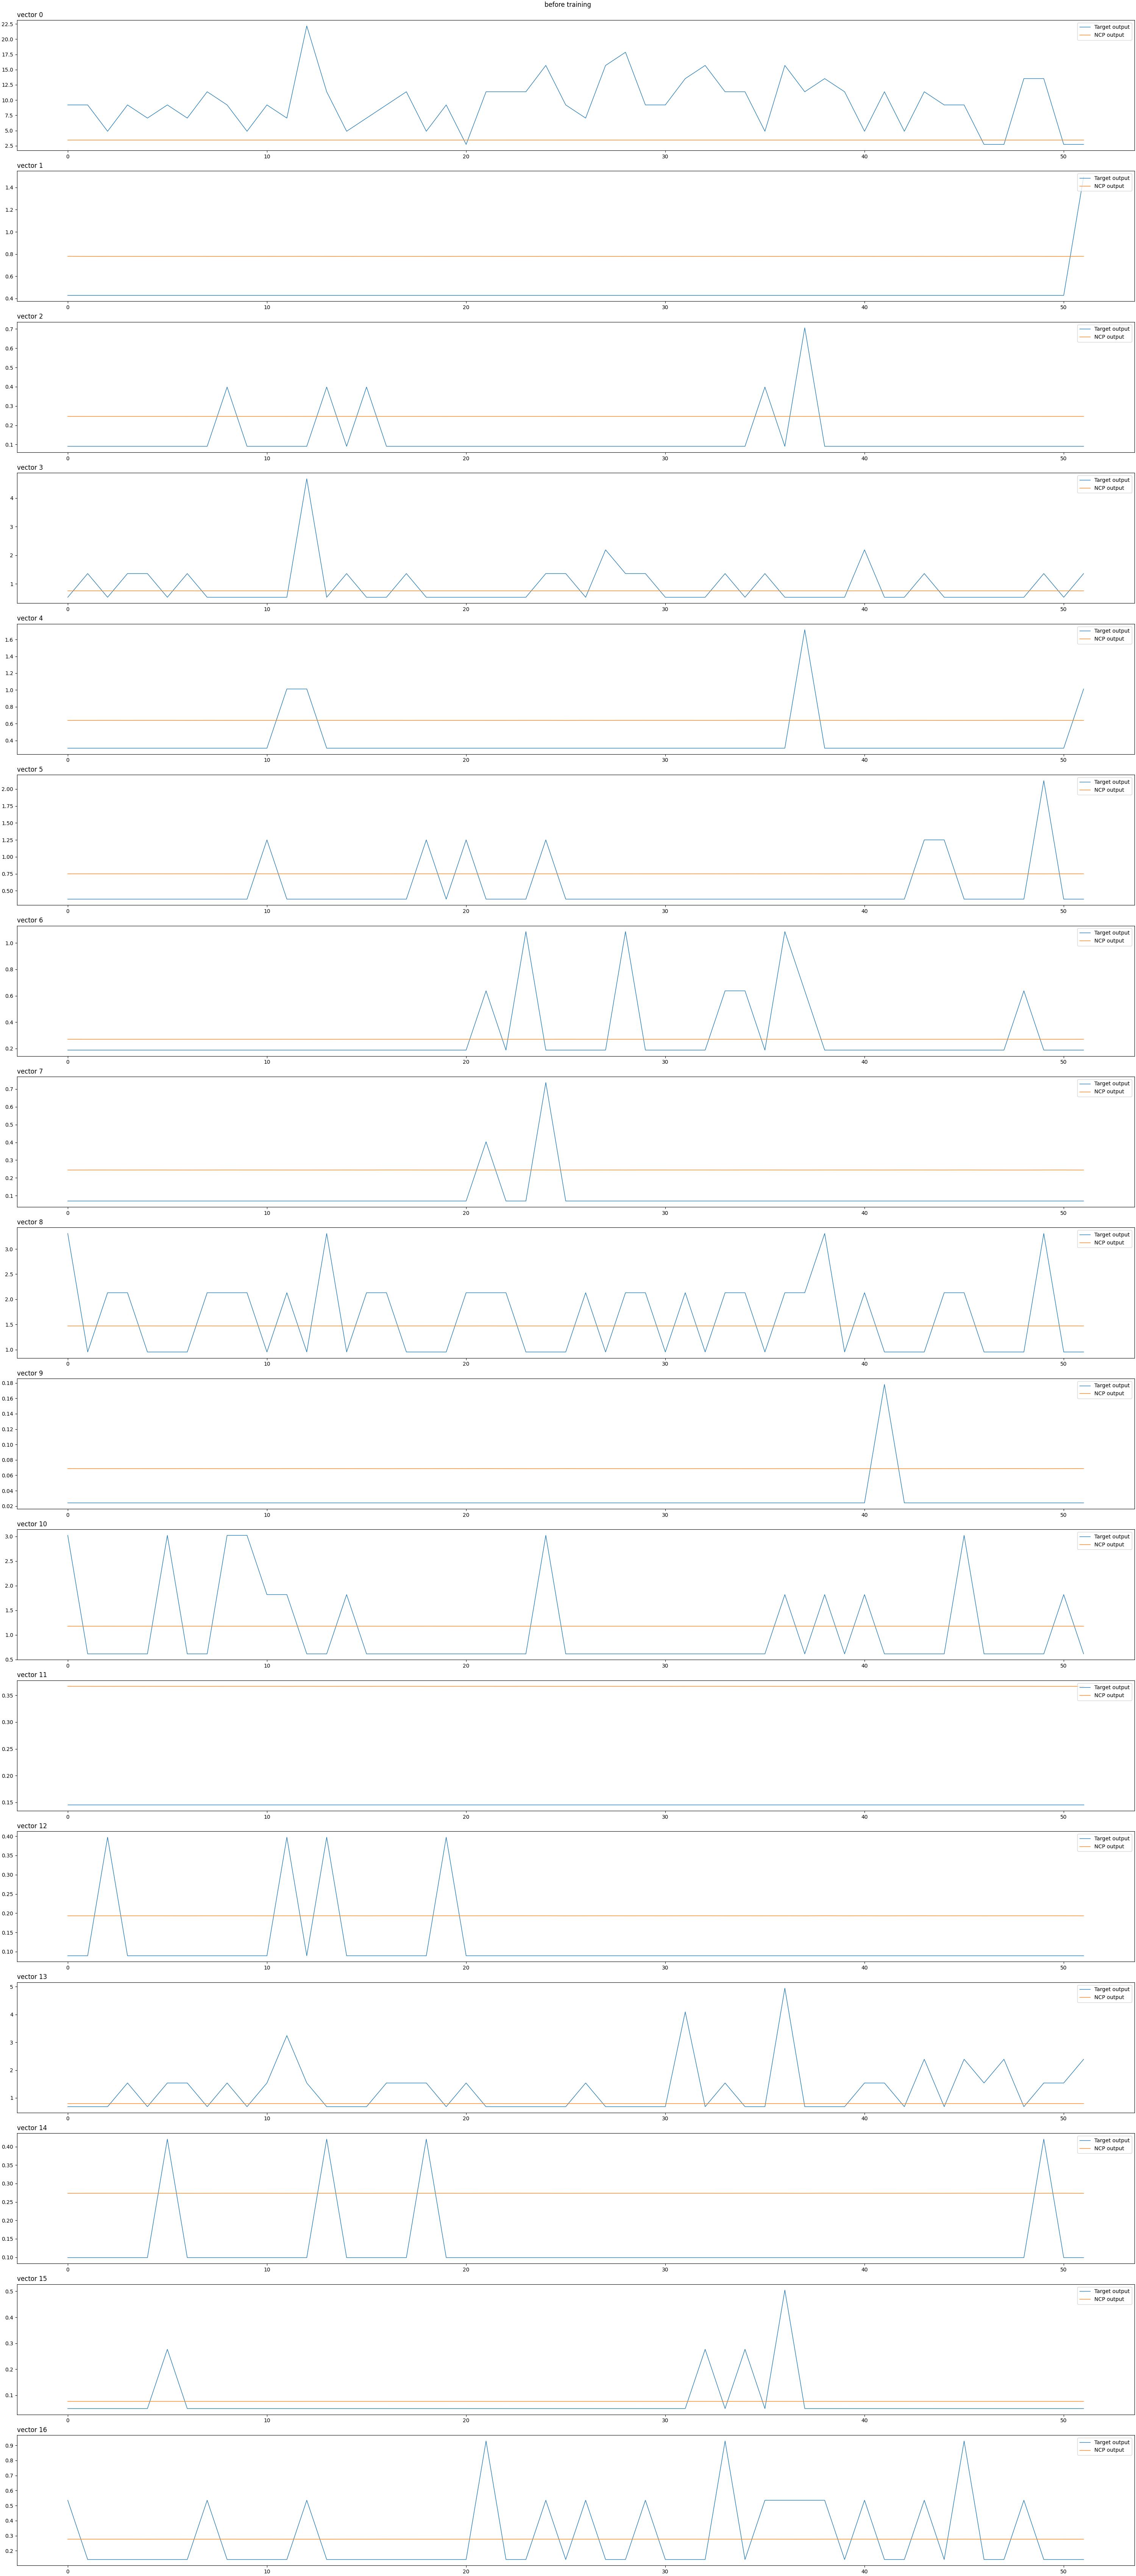 before training
vector 0
22.5
20.0
17.5
15.0
12.5
10.0
7.5
5.0
2.5
Target output
NCP output
0 10 20 30 40 50
vector 1
1.4
1.2
1.0
0.8
0.6
0.4
Target output
NCP output
0 10 20 30 40 50
vector 2
0.7
0.6
0.5
0.4
0.3
0.2
0.1
Target output
NCP output
0 10 20 30 40 50
vector 3
4
3
2
1
Target output
NCP output
0 10 20 30 40 50
vector 4
1.6
1.4
1.2
1.0
0.8
0.6
0.4
Target output
NCP output
0 10 20 30 40 50
vector 5
2.00
1.75
1.50
1.25
1.00
0.75
0.50
Target output
NCP output
0 10 20 30 40 50
vector 6
1.0
0.8
0.6
0.4
0.2
Target output
NCP output
0 10 20 30 40 50
vector 7
0.7
0.6
0.5
0.4
0.3
0.2
0.1
Target output
NCP output
0 10 20 30 40 50
vector 8
3.0
2.5
2.0
1.5
1.0
Target output
NCP output
0 10 20 30 40 50
vector 9
0.18
0.16
0.14
0.12
0.10
0.08
0.06
0.04
0.02
Target output
NCP output
0 10 20 30 40 50
vector 10
3.0
2.5
2.0
1.5
1.0
0.5
Target output
NCP output
0 10 20 30 40 50
vector 11
0.35
0.30
0.25
0.20
0.15
Target output
NCP output
0 10 20 30 40 50
vector 12
0.40
0.35
0.30
0.25
0.20
0.15
0.10
Target output
NCP output
0 10 20 30 40 50
vector 13
5
4
3
2
1
Target output
NCP output
0 10 20 30 40 50
vector 14
0.40
0.35
0.30
0.25
0.20
0.15
0.10
Target output
NCP output
0 10 20 30 40 50
vector 15
0.5
0.4
0.3
0.2
0.1
Target output
NCP output
0 10 20 30 40 50
vector 16
0.9
0.8
0.7
0.6
0.5
0.4
0.3
0.2
Target output
NCP output
0 10 20 30 40 50